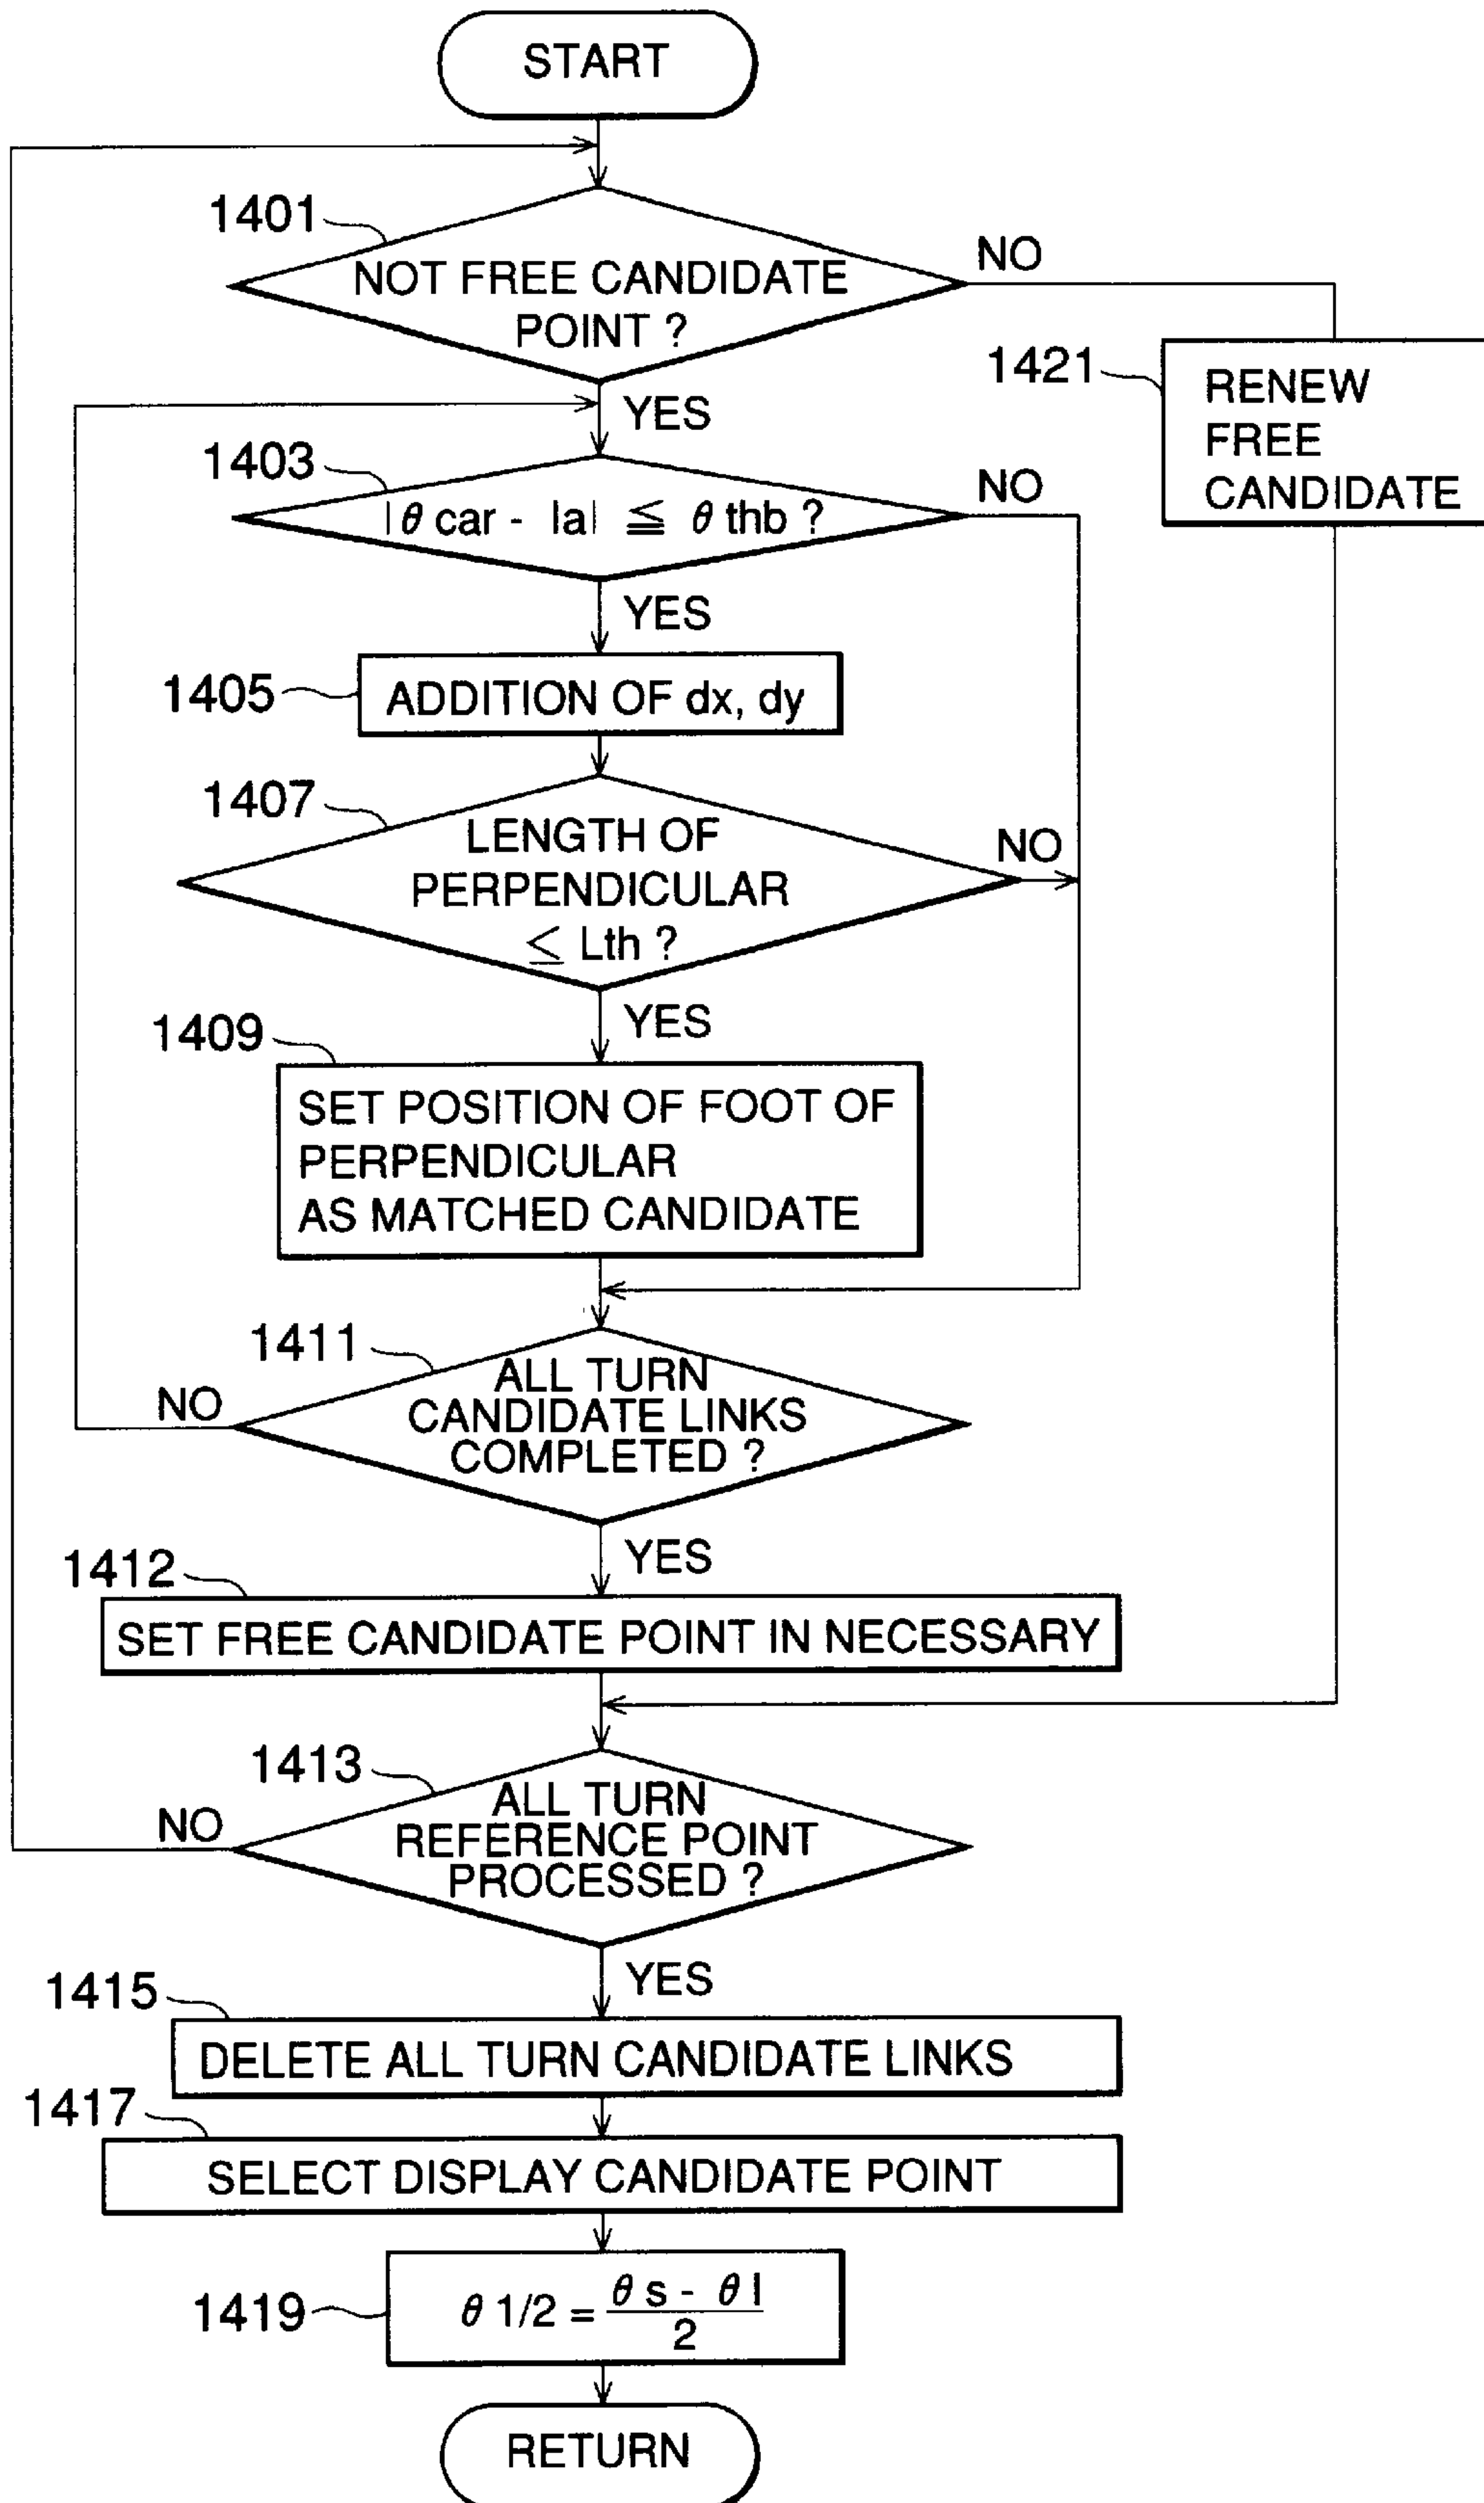 START
1401
NOT FREE CANDIDATE
POINT ?
NO
1421
RENEW
FREE
CANDIDATE
YES
1403
|θ car - la| ≦ θ thb ?
NO
YES
1405
ADDITION OF dx, dy
1407
LENGTH OF
PERPENDICULAR
≤ Lth ?
NO
YES
1409
SET POSITION OF FOOT OF
PERPENDICULAR
AS MATCHED CANDIDATE
1411
ALL TURN
CANDIDATE LINKS
COMPLETED ?
NO
YES
1412
SET FREE CANDIDATE POINT IN NECESSARY
1413
ALL TURN
REFERENCE POINT
PROCESSED ?
NO
YES
1415
DELETE ALL TURN CANDIDATE LINKS
1417
SELECT DISPLAY CANDIDATE POINT
1419
θ 1/2 = θ s - θ l
2
RETURN